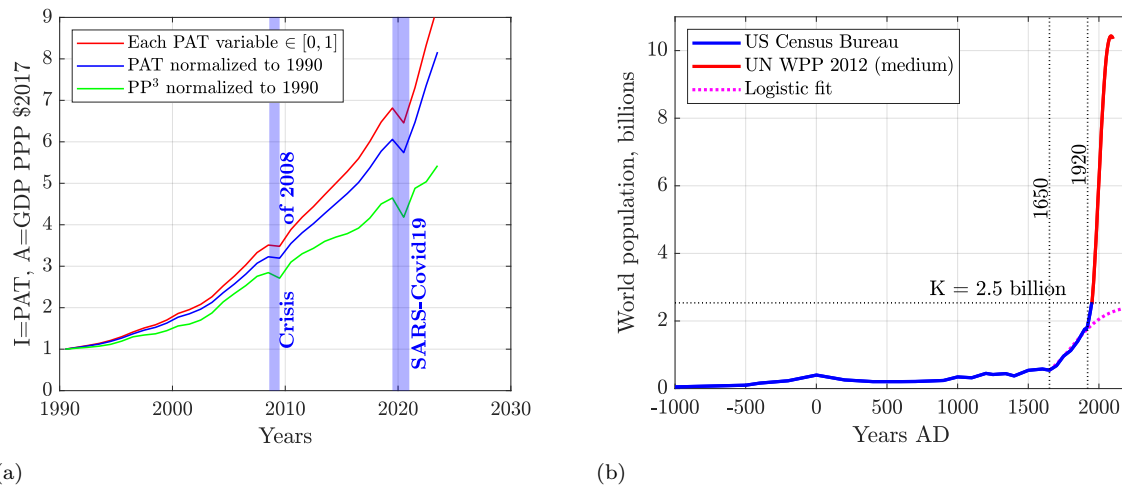 I=PAT, A=GDP PPP $2017
9
8
7
6
5
4
3
2
1
0
Each PAT variable ∈ [0, 1]
PAT normalized to 1990
PP³ normalized to 1990
Crisis of 2008
SARS-Covid19
1990 2000 2010 2020 2030
Years
(a)
World population, billions
10
8
6
4
2
0
US Census Bureau
UN WPP 2012 (medium)
Logistic fit
1650
1920
K = 2.5 billion
-1000 -500 0 500 1000 1500 2000
Years AD
(b)